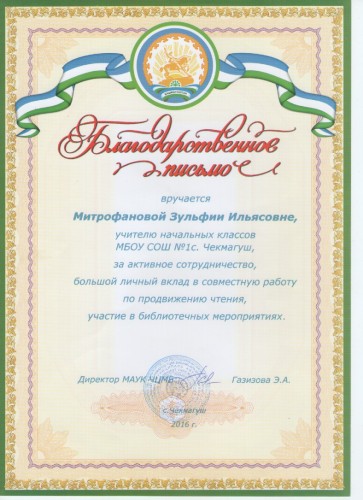 Благодарственное
письмо
вручается
Митрофановой Зульфии Ильясовне,
учителю начальных классов
МБОУ СОШ №1с. Чекмагуш,
за активное сотрудничество,
большой личный вклад в совместную работу
по продвижению чтения,
участие в библиотечных мероприятиях.
Директор МАУК ЧЦМБ Газизова Э.А.
с.Чекмагуш
2016 г.